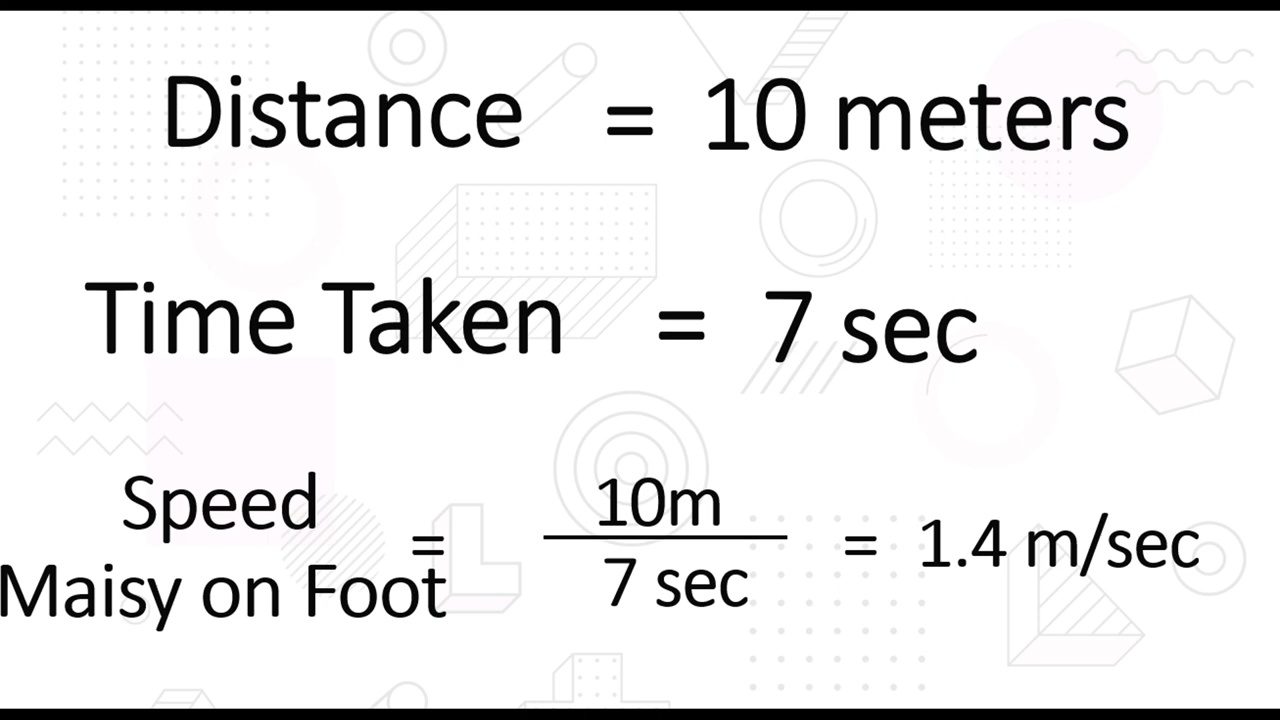 Distance = 10 meters
Time Taken = 7 sec
Speed
Maisy on Foot = 10m / 7 sec = 1.4 m/sec